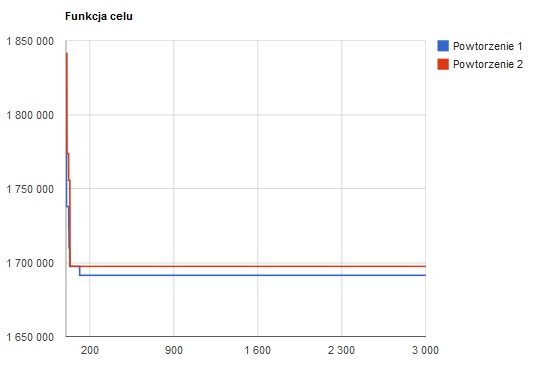 Funkcja celu
1 850 000
1 800 000
1 750 000
1 700 000
1 650 000
200
900
1 600
2 300
3 000
Powtorzenie 1
Powtorzenie 2